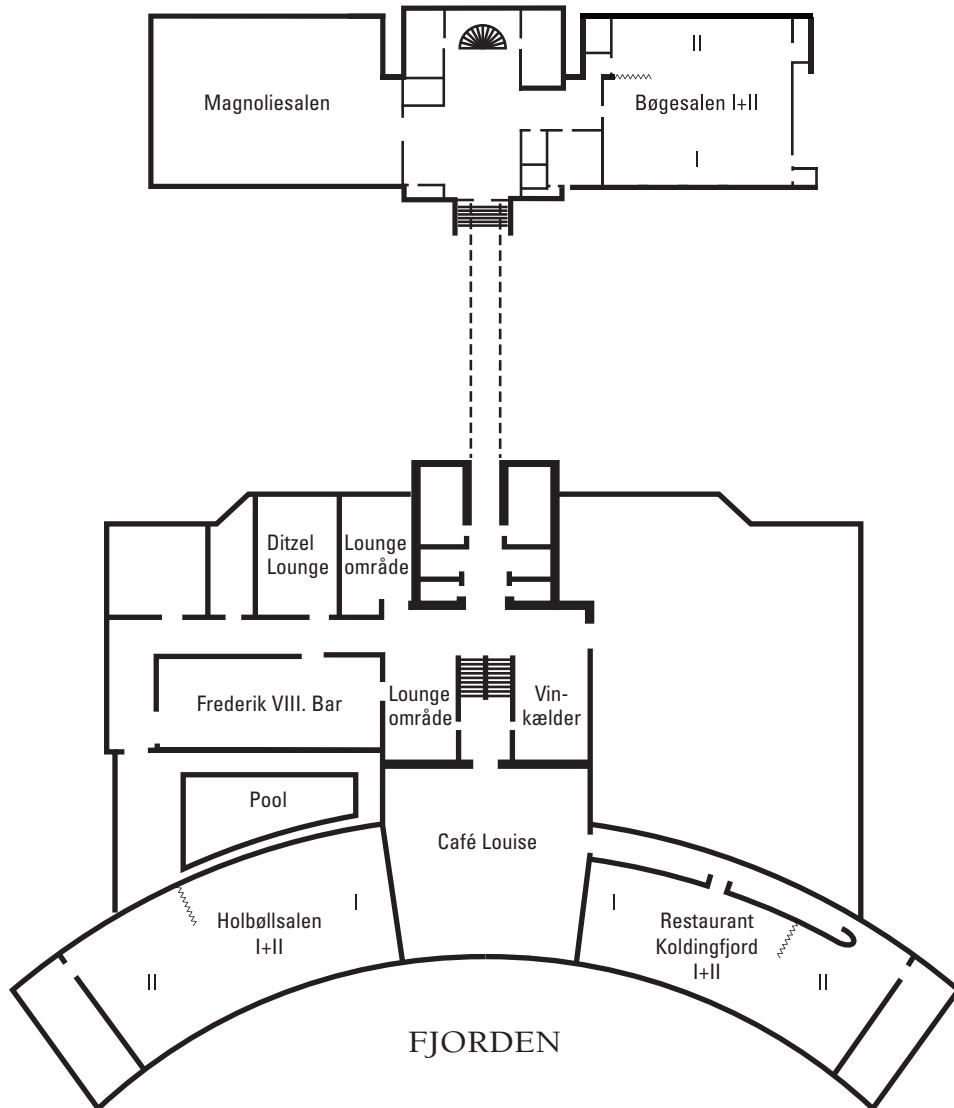 II
Magnoliesalen
Bøgesalen I+II
I
Ditzel
Lounge
Lounge
område
Frederik VIII. Bar
Lounge
område
Vin-
kælder
Pool
Café Louise
I
Holbøllsalen
I+II
II
I
Restaurant
Koldingfjord
I+II
II
FJORDEN